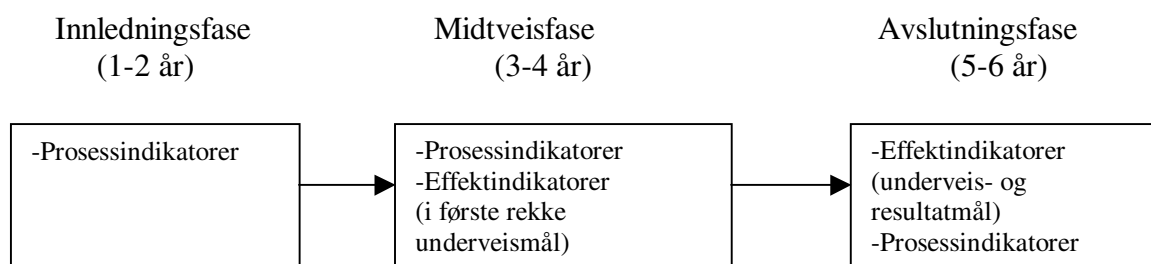 Innledningsfase
(1-2 år)
Midtveisfase
(3-4 år)
Avslutningsfase
(5-6 år)
-Prosessindikatorer
-Prosessindikatorer
-Effektindikatorer
(i første rekke
underveismål)
-Effektindikatorer
(underveis- og
resultatmål)
-Prosessindikatorer